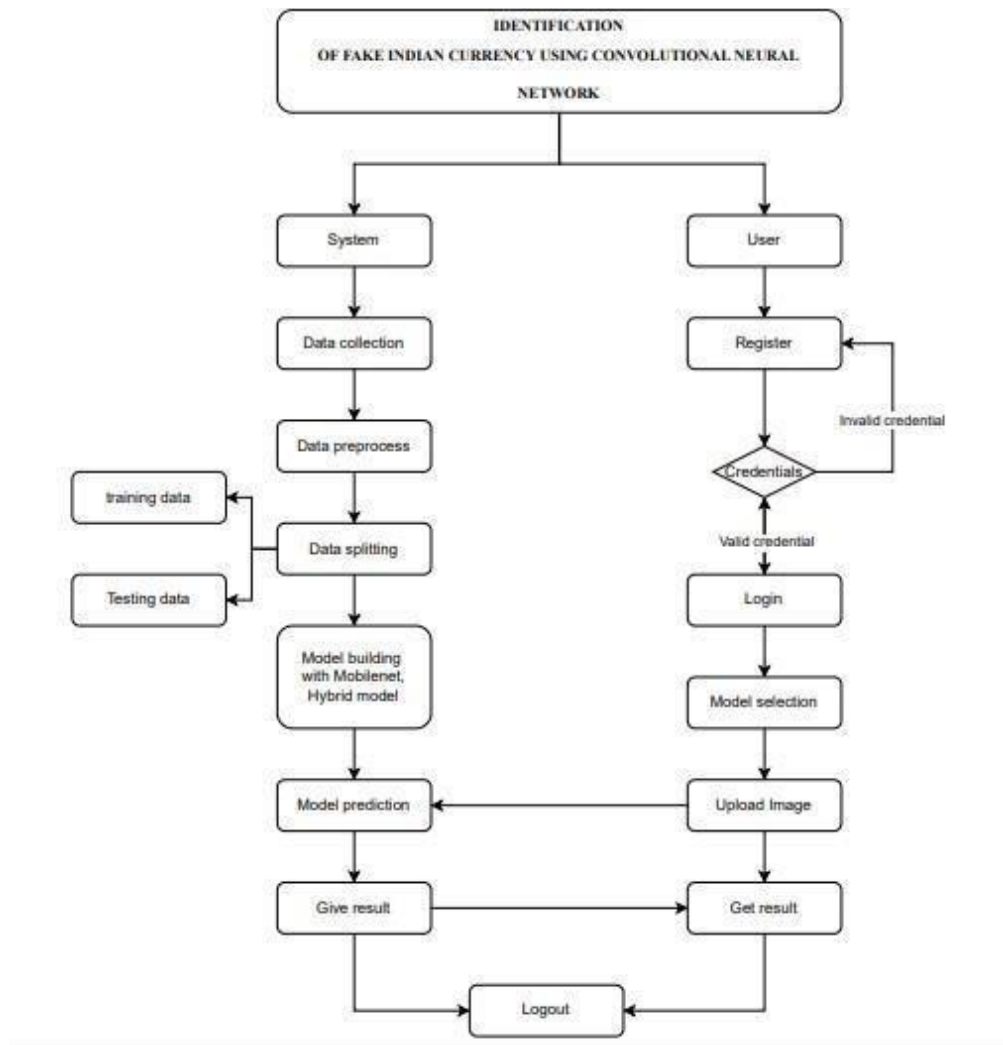 IDENTIFICATION
OF FAKE INDIAN CURRENCY USING CONVOLUTIONAL NEURAL
NETWORK
System
User
Data collection
Register
Invalid credential
Data preprocess
Credentials
training data
Data splitting
Valid credential
Testing data
Login
Model building
with Mobilenet,
Hybrid model
Model selection
Model prediction
Upload Image
Give result
Get result
Logout